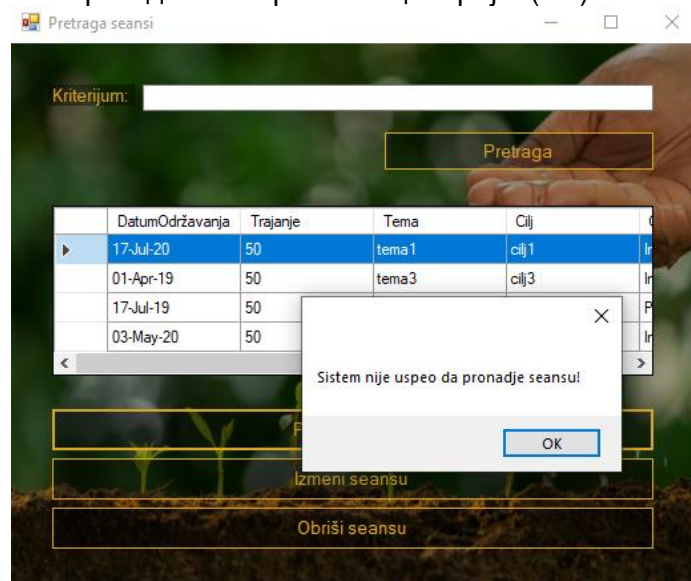 Pretraga seansi
Kriterijum:
Pretraga
DatumOdržavanja Trajanje Tema Cilj
17-Jul-20 50 tema1 cilj1
01-Apr-19 50 tema3 cilj3
17-Jul-19 50
03-May-20 50
Sistem nije uspeo da pronadje seansu!
OK
Izmeni seansu
Obriši seansu